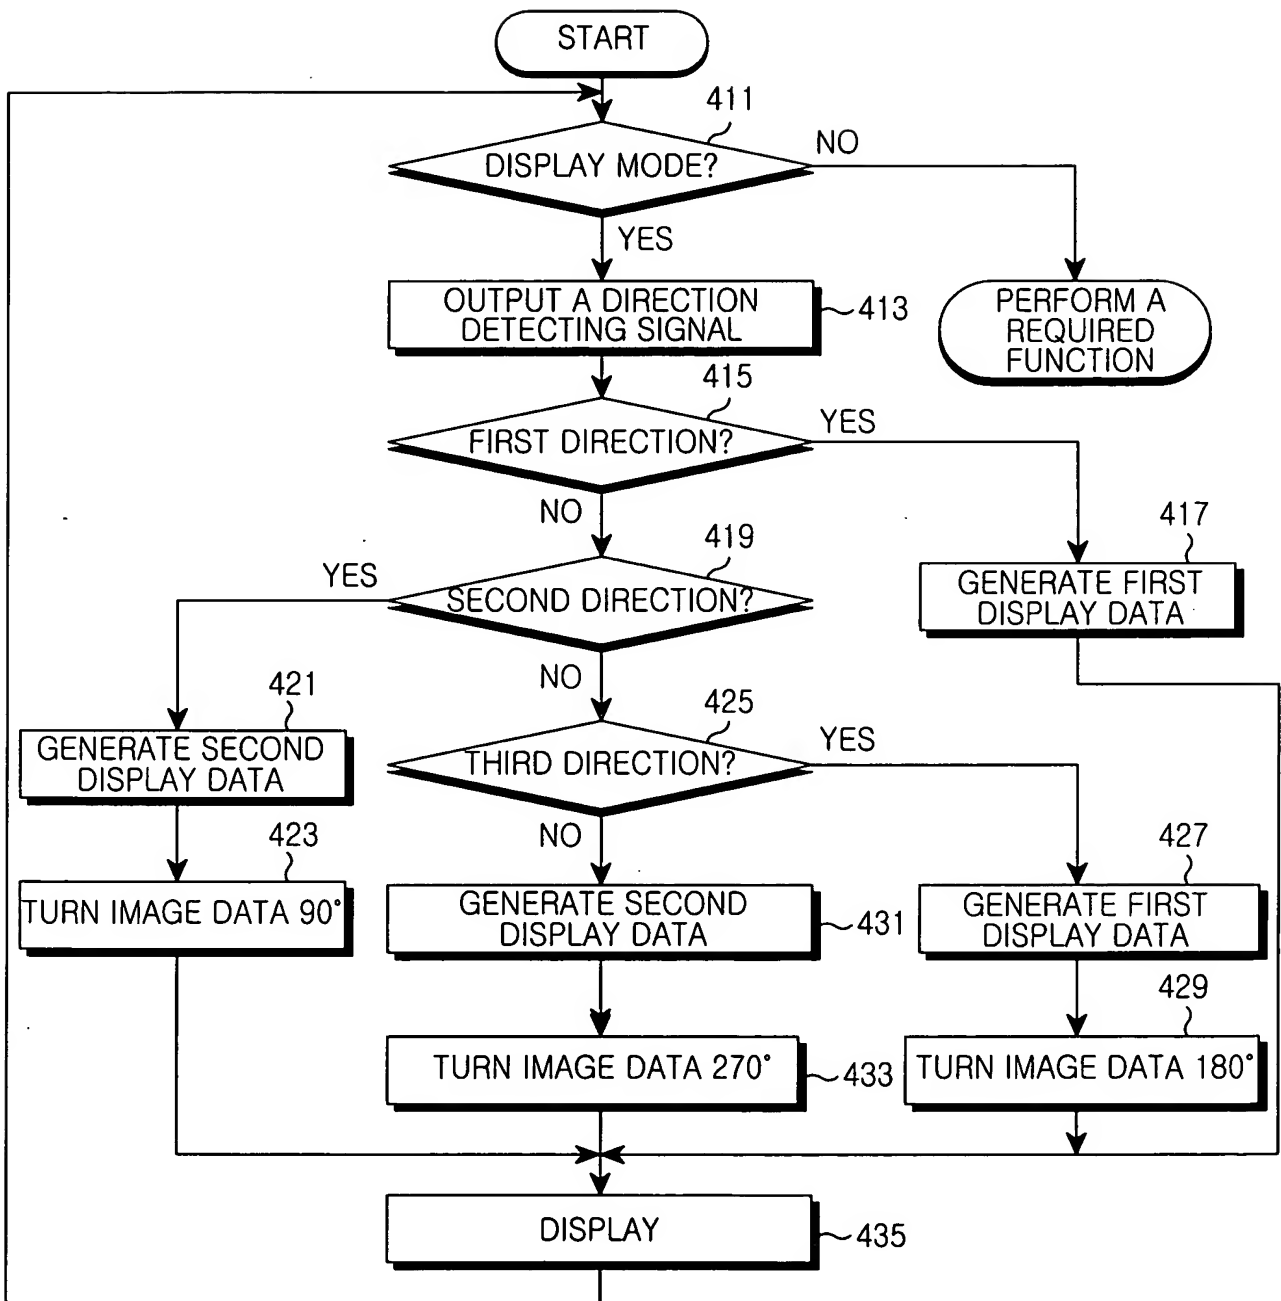 START
411
DISPLAY MODE?
NO
YES
OUTPUT A DIRECTION
DETECTING SIGNAL
413
PERFORM A
REQUIRED
FUNCTION
415
FIRST DIRECTION?
YES
NO
417
GENERATE FIRST
DISPLAY DATA
419
YES
SECOND DIRECTION?
NO
421
GENERATE SECOND
DISPLAY DATA
425
THIRD DIRECTION?
YES
NO
423
TURN IMAGE DATA 90°
GENERATE SECOND
DISPLAY DATA
431
427
GENERATE FIRST
DISPLAY DATA
429
TURN IMAGE DATA 270°
433
TURN IMAGE DATA 180°
DISPLAY
435